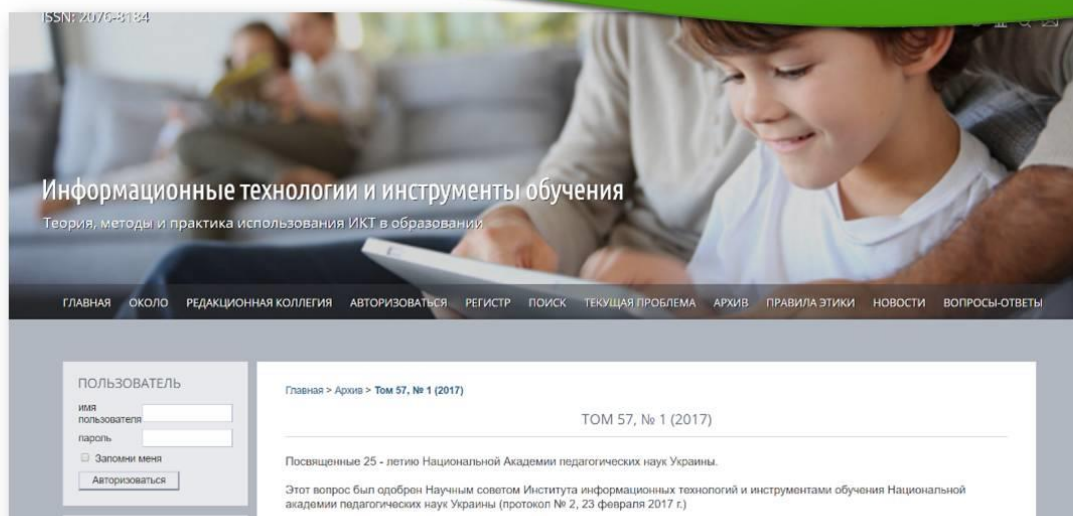 ISSN: 2076-8184
Информационные технологии и инструменты обучения
Теория, методы и практика использования ИКТ в образовании
ГЛАВНАЯ ОКОЛО РЕДАКЦИОННАЯ КОЛЛЕГИЯ АВТОРИЗОВАТЬСЯ РЕГИСТР ПОИСК ТЕКУЩАЯ ПРОБЛЕМА АРХИВ ПРАВИЛА ЭТИКИ НОВОСТИ ВОПРОСЫ-ОТВЕТЫ
ПОЛЬЗОВАТЕЛЬ
имя
пользователя
пароль
Запомни меня
Авторизоваться
Главная > Архив > Том 57, № 1 (2017)
ТОМ 57, № 1 (2017)
Посвященные 25 - летию Национальной Академии педагогических наук Украины.
Этот вопрос был одобрен Научным советом Института информационных технологий и инструментами обучения Национальной
академии педагогических наук Украины (протокол № 2, 23 февраля 2017 г.)